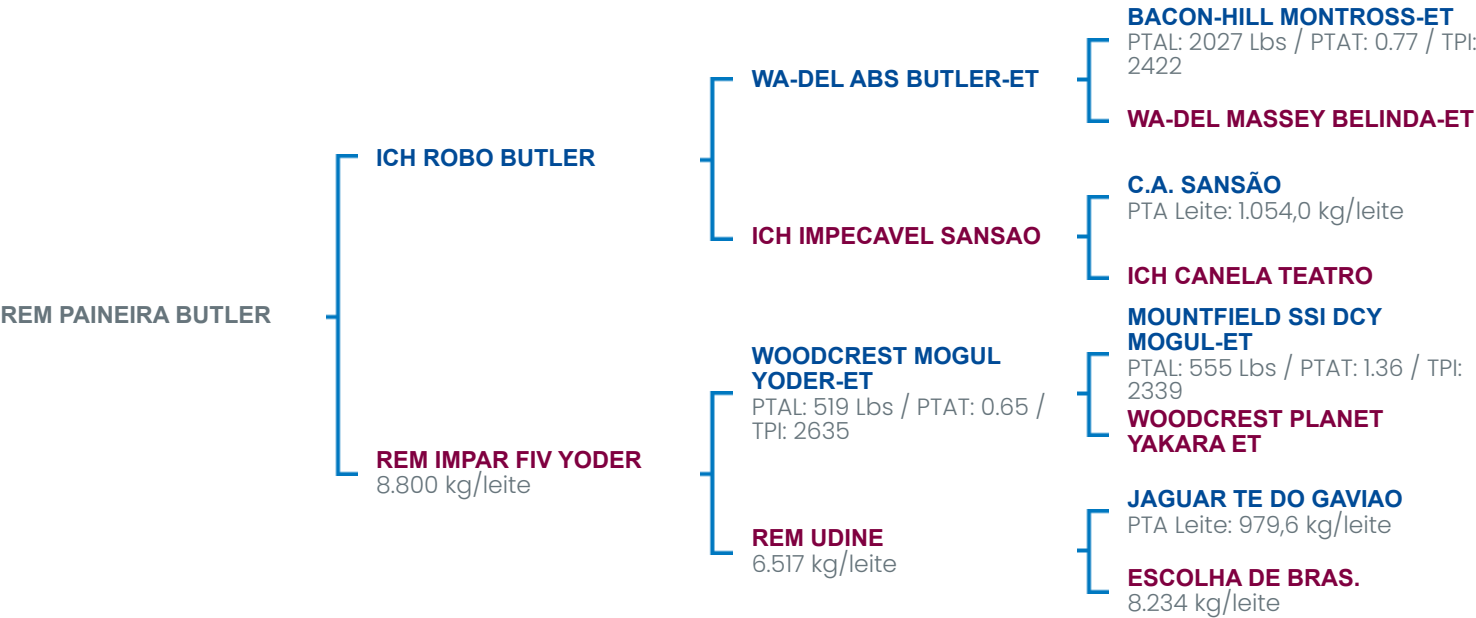 BACON-HILL MONTROSS-ET
PTAL: 2027 Lbs / PTAT: 0.77 / TPI:
2422
WA-DEL ABS BUTLER-ET
WA-DEL MASSEY BELINDA-ET
ICH ROBO BUTLER
C.A. SANSÃO
PTA Leite: 1.054,0 kg/leite
ICH IMPECAVEL SANSAO
ICH CANELA TEATRO
REM PAINEIRA BUTLER
MOUNTFIELD SSI DCY
MOGUL-ET
PTAL: 555 Lbs / PTAT: 1.36 / TPI:
2339
WOODCREST MOGUL
YODER-ET
PTAL: 519 Lbs / PTAT: 0.65 /
TPI: 2635
WOODCREST PLANET
YAKARA ET
REM IMPAR FIV YODER
8.800 kg/leite
JAGUAR TE DO GAVIAO
PTA Leite: 979,6 kg/leite
REM UDINE
6.517 kg/leite
ESCOLHA DE BRAS.
8.234 kg/leite